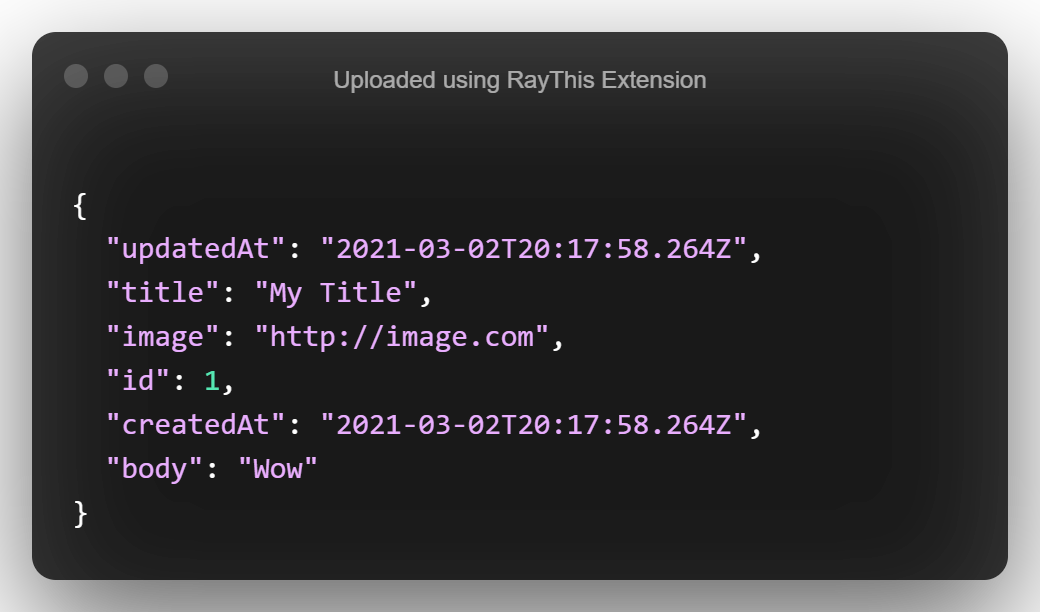 Uploaded using RayThis Extension
{
  "updatedAt": "2021-03-02T20:17:58.264Z",
  "title": "My Title",
  "image": "http://image.com",
  "id": 1,
  "createdAt": "2021-03-02T20:17:58.264Z",
  "body": "Wow"
}